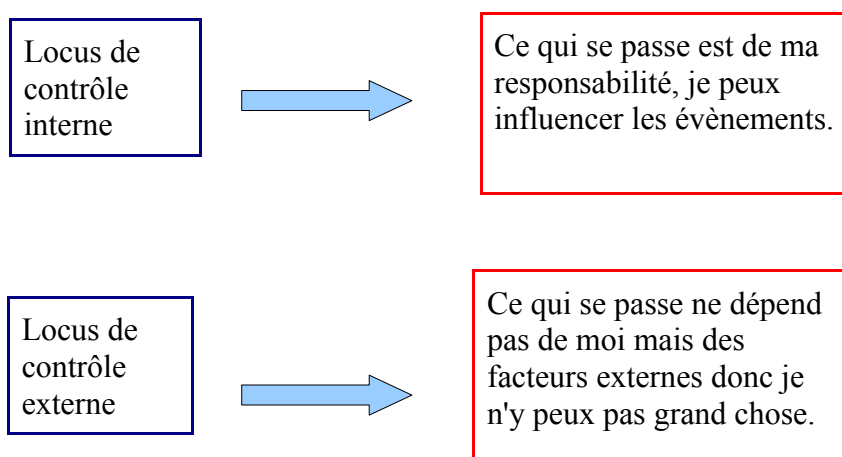 Locus de
contrôle
interne
Ce qui se passe est de ma
responsabilité, je peux
influencer les évènements.
Locus de
contrôle
externe
Ce qui se passe ne dépend
pas de moi mais des
facteurs externes donc je
n'y peux pas grand chose.